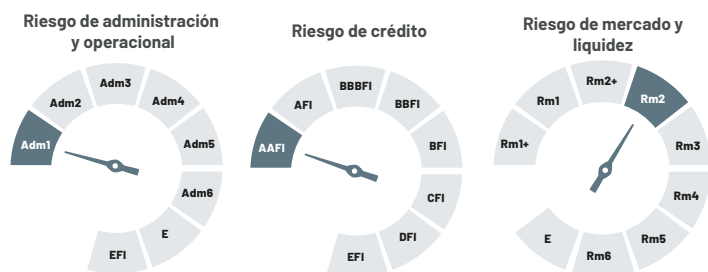 Riesgo de administración
y operacional
Adm1
Adm2
Adm3
Adm4
Adm5
Adm6
E
EFI
Riesgo de crédito
AAFI
AFI
BBBFI
BBFI
BFI
CFI
DFI
EFI
Riesgo de mercado y
liquidez
Rm1+
Rm1
Rm2+
Rm2
Rm3
Rm4
Rm5
Rm6
E